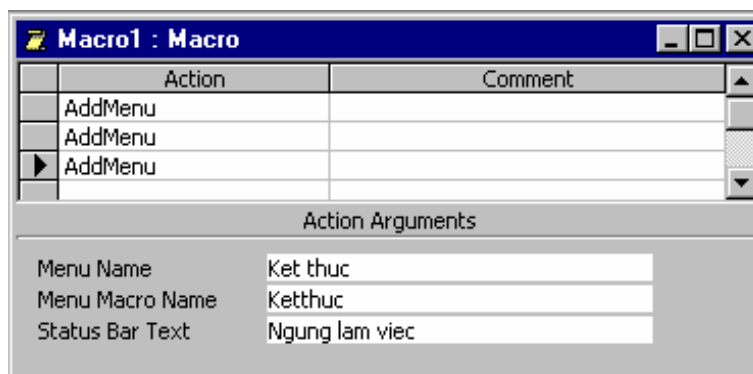 Macro1 : Macro
Action Comment
AddMenu
AddMenu
AddMenu
Action Arguments
Menu Name Ket thuc
Menu Macro Name Ketthuc
Status Bar Text Ngung lam viec